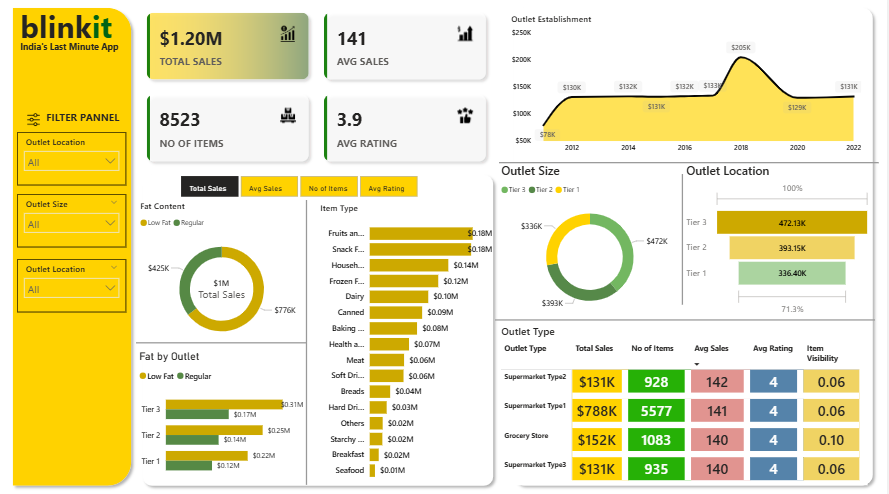 blinkit
India's Last Minute App
FILTER PANNEL
Outlet Location
All
Outlet Size
All
Outlet Location
All
$1.20M
TOTAL SALES
141
AVG SALES
8523
NO OF ITEMS
3.9
AVG RATING
Total Sales
Avg Sales
No of Items
Avg Rating
Fat Content
Low Fat Regular
$425K
$1M
Total Sales
$776K
Fat by Outlet
Low Fat Regular
Tier 3 $0.31M
$0.17M
Tier 2 $0.25M
$0.14M
Tier 1 $0.22M
$0.12M
Item Type
Fruits an... $0.18M
Snack F... $0.18M
Househ... $0.14M
Frozen F... $0.12M
Dairy $0.10M
Canned $0.09M
Baking ... $0.08M
Health a... $0.07M
Meat $0.06M
Soft Dri... $0.06M
Breads $0.04M
Hard Dri... $0.03M
Others $0.02M
Starchy ... $0.02M
Breakfast $0.02M
Seafood $0.01M
Outlet Establishment
$250K
$200K
$150K
$100K
$50K
$78K
$130K
$132K
$131K
$132K
$133K
$205K
$129K
$131K
2012 2014 2016 2018 2020 2022
Outlet Size
Tier 3 Tier 2 Tier 1
$336K
$472K
$393K
Outlet Location
100%
Tier 3 472.13K
Tier 2 393.15K
Tier 1 336.40K
71.3%
Outlet Type
Outlet Type Total Sales No of Items Avg Sales Avg Rating Item Visibility
Supermarket Type2 $131K 928 142 4 0.06
Supermarket Type1 $788K 5577 141 4 0.06
Grocery Store $152K 1083 140 4 0.10
Supermarket Type3 $131K 935 140 4 0.06